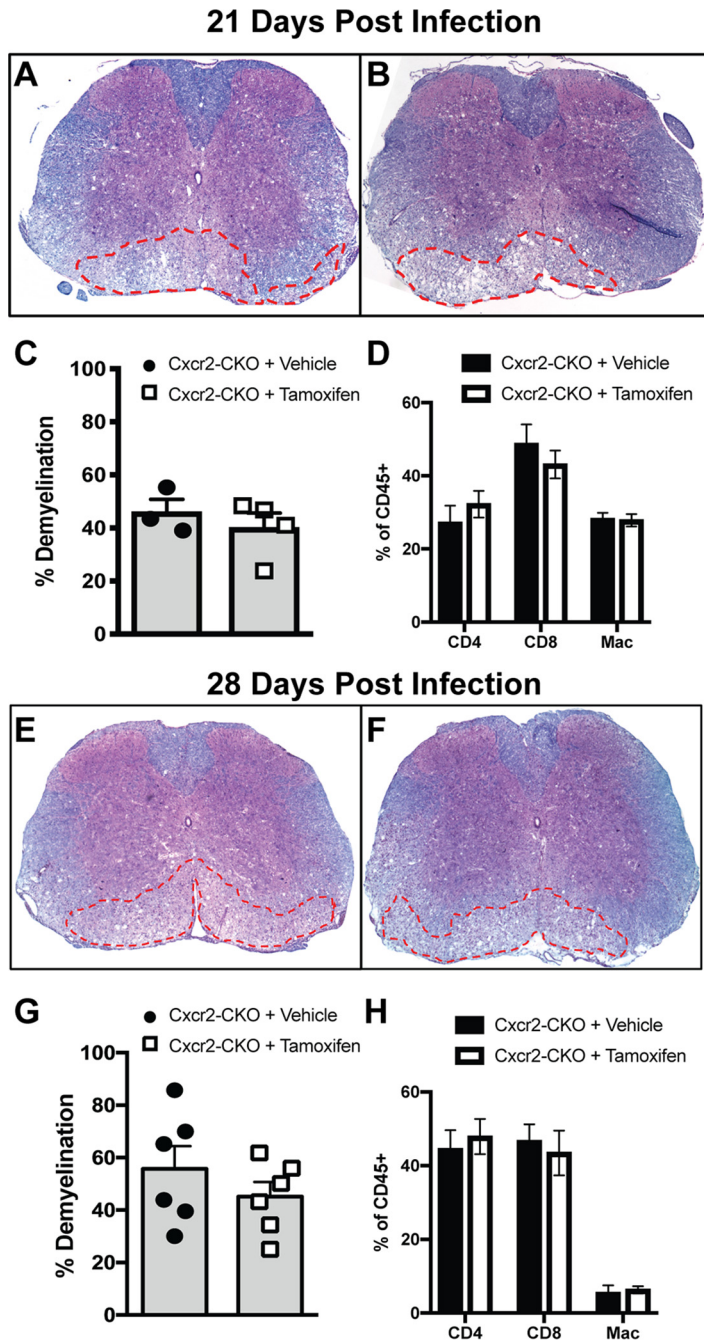 21 Days Post Infection
A
B
C
Cxcr2-CKO + Vehicle
Cxcr2-CKO + Tamoxifen
% Demyelination
100
80
60
40
20
0
D
Cxcr2-CKO + Vehicle
Cxcr2-CKO + Tamoxifen
% of CD45+
60
40
20
0
CD4 CD8 Mac
28 Days Post Infection
E
F
G
Cxcr2-CKO + Vehicle
Cxcr2-CKO + Tamoxifen
% Demyelination
100
80
60
40
20
0
H
Cxcr2-CKO + Vehicle
Cxcr2-CKO + Tamoxifen
% of CD45+
60
40
20
0
CD4 CD8 Mac